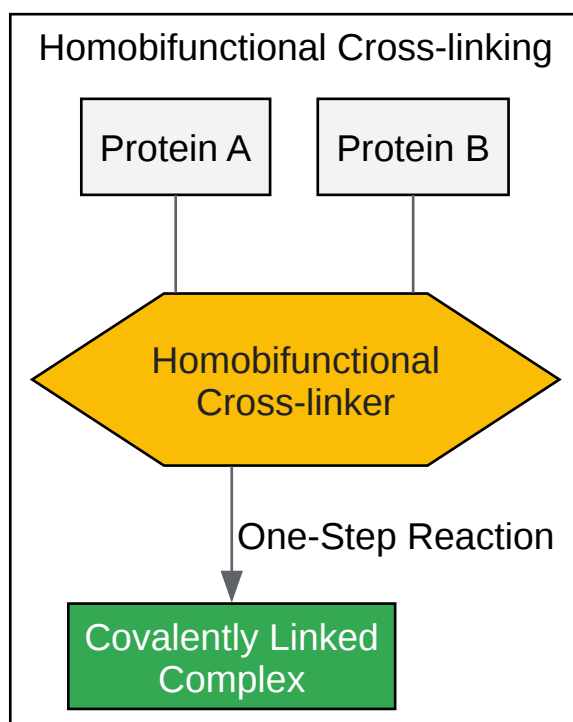 Homobifunctional Cross-linking
Protein A
Protein B
Homobifunctional
Cross-linker
One-Step Reaction
Covalently Linked
Complex